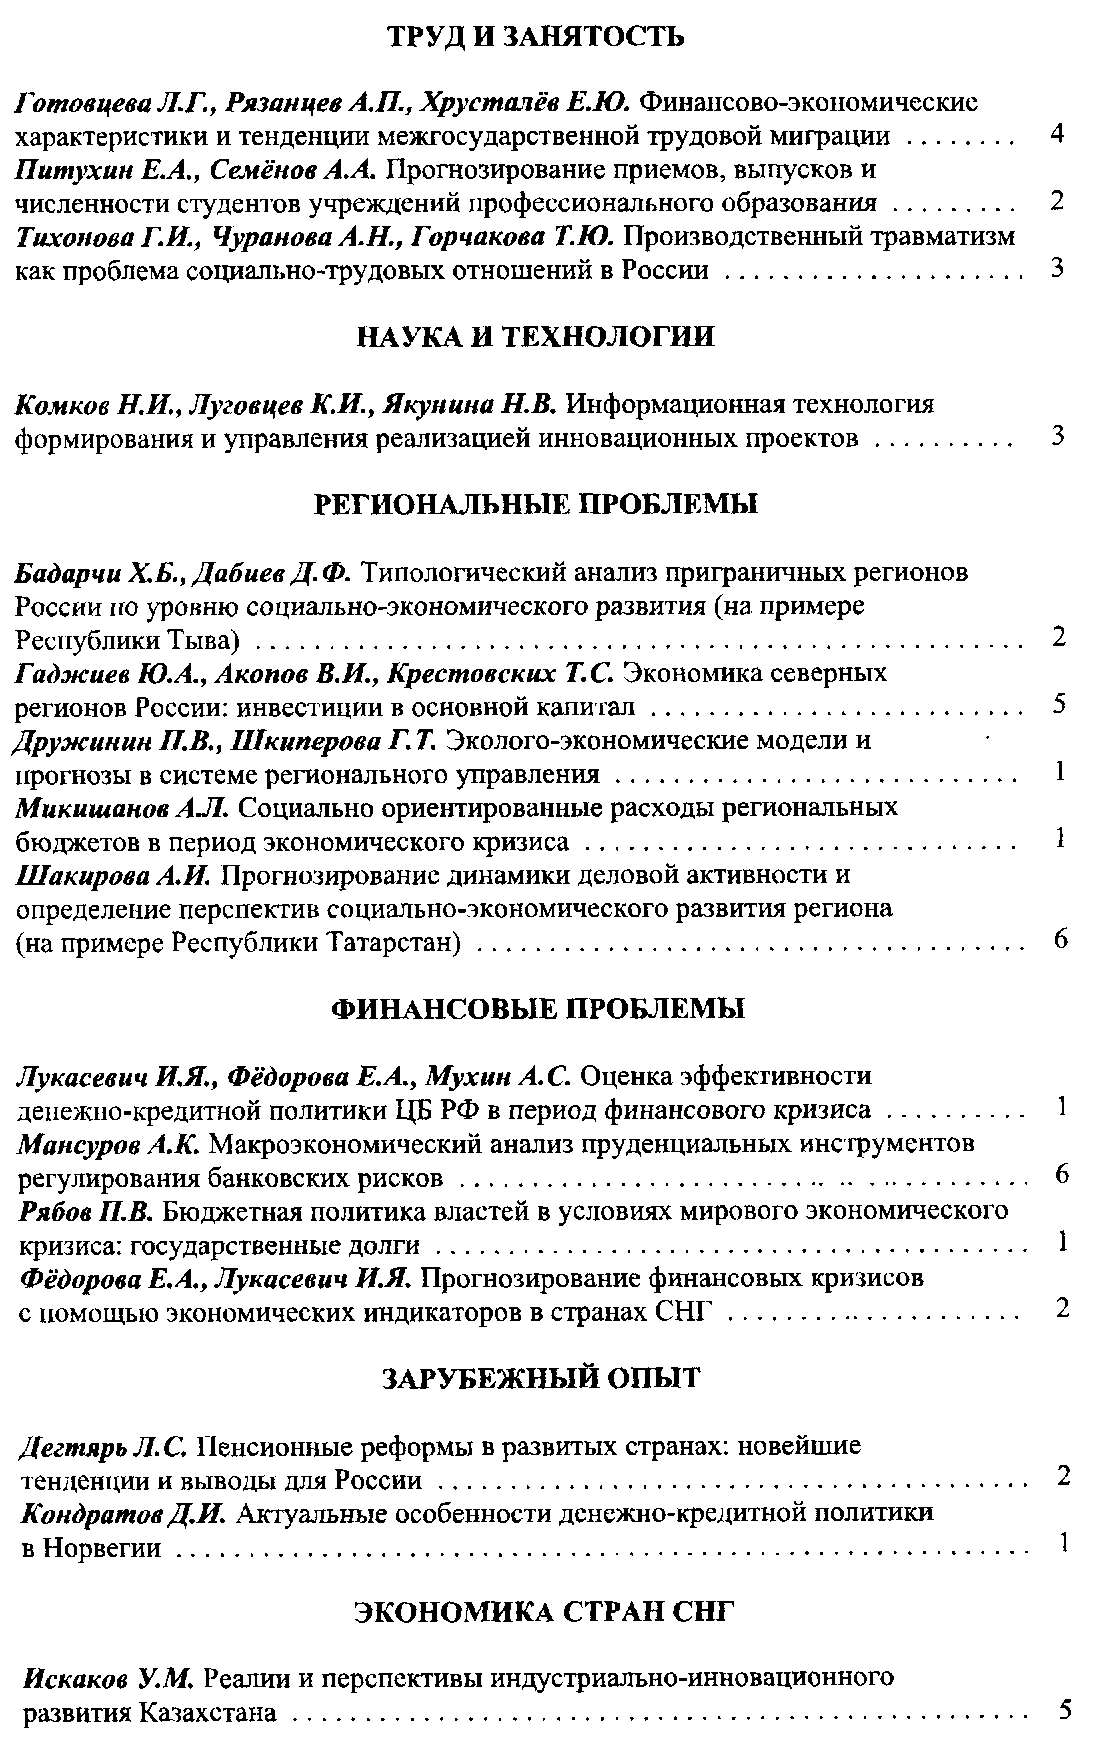 ТРУД И ЗАНЯТОСТЬ
Готовцева Л.Г., Рязанцев А.П., Хрусталёв Е.Ю. Финансово-экономические
характеристики и тенденции межгосударственной трудовой миграции ........ 4
Питухин Е.А., Семёнов А.А. Прогнозирование приемов, выпусков и
численности студентов учреждений профессионального образования ......... 2
Тихонова Г.И., Чуранова А.Н., Горчакова Т.Ю. Производственный травматизм
как проблема социально-трудовых отношений в России ..................... 3
НАУКА И ТЕХНОЛОГИИ
Комков Н.И., Луговцев К.И., Якунина Н.В. Информационная технология
формирования и управления реализацией инновационных проектов .......... 3
РЕГИОНАЛЬНЫЕ ПРОБЛЕМЫ
Бадарчи Х.Б., Дабиев Д.Ф. Типологический анализ приграничных регионов
России по уровню социально-экономического развития (на примере
Республики Тыва) ..................................................... 2
Гаджиев Ю.А., Акопов В.И., Крестовских Т.С. Экономика северных
регионов России: инвестиции в основной капитал .......................... 5
Дружинин П.В., Шкиперова Г.Т. Эколого-экономические модели и
прогнозы в системе регионального управления ............................ 1
Микишанов А.Л. Социально ориентированные расходы региональных
бюджетов в период экономического кризиса .............................. 1
Шакирова А.И. Прогнозирование динамики деловой активности и
определение перспектив социально-экономического развития региона
(на примере Республики Татарстан) ...................................... 6
ФИНАНСОВЫЕ ПРОБЛЕМЫ
Лукасевич И.Я., Фёдорова Е.А., Мухин А.С. Оценка эффективности
денежно-кредитной политики ЦБ РФ в период финансового кризиса .......... 1
Мансуров А.К. Макроэкономический анализ пруденциальных инструментов
регулирования банковских рисков ....................................... 6
Рябов П.В. Бюджетная политика властей в условиях мирового экономического
кризиса: государственные долги ......................................... 1
Фёдорова Е.А., Лукасевич И.Я. Прогнозирование финансовых кризисов
с помощью экономических индикаторов в странах СНГ ..................... 2
ЗАРУБЕЖНЫЙ ОПЫТ
Дегтярь Л.С. Пенсионные реформы в развитых странах: новейшие
тенденции и выводы для России ......................................... 2
Кондратов Д.И. Актуальные особенности денежно-кредитной политики
в Норвегии ........................................................... 1
ЭКОНОМИКА СТРАН СНГ
Искаков У.М. Реалии и перспективы индустриально-инновационного
развития Казахстана ................................................... 5